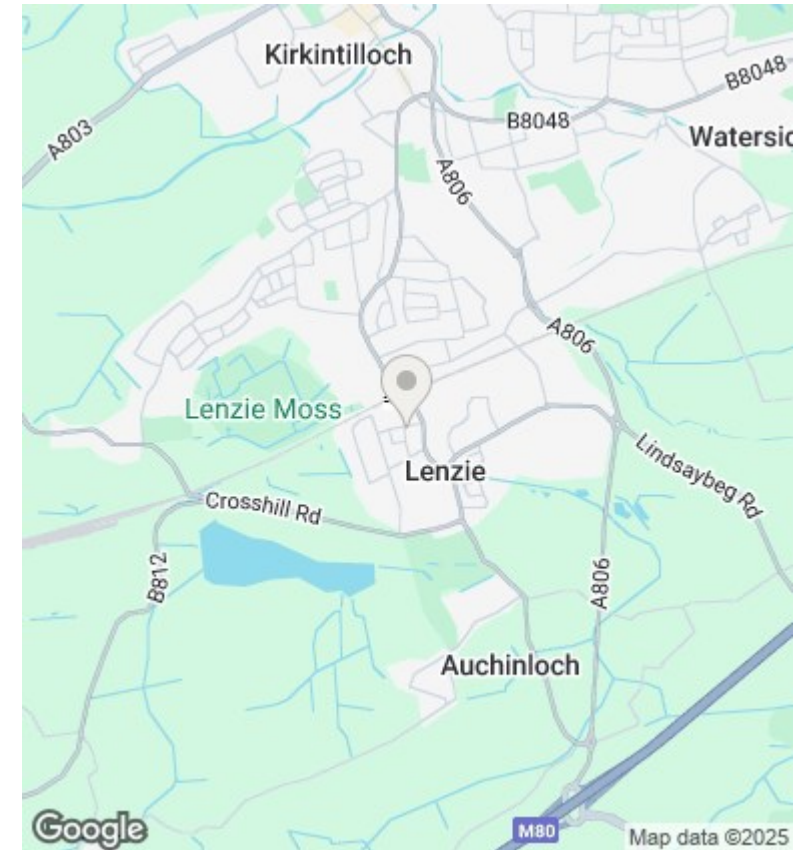 Kirkintilloch
B8048
B8048
A803
Watersid
A806
A806
Lenzie Moss
Lenzie
Lindsaybeg Rd
Crosshill Rd
B812
A806
Auchinloch
Google
M80
Map data ©2025